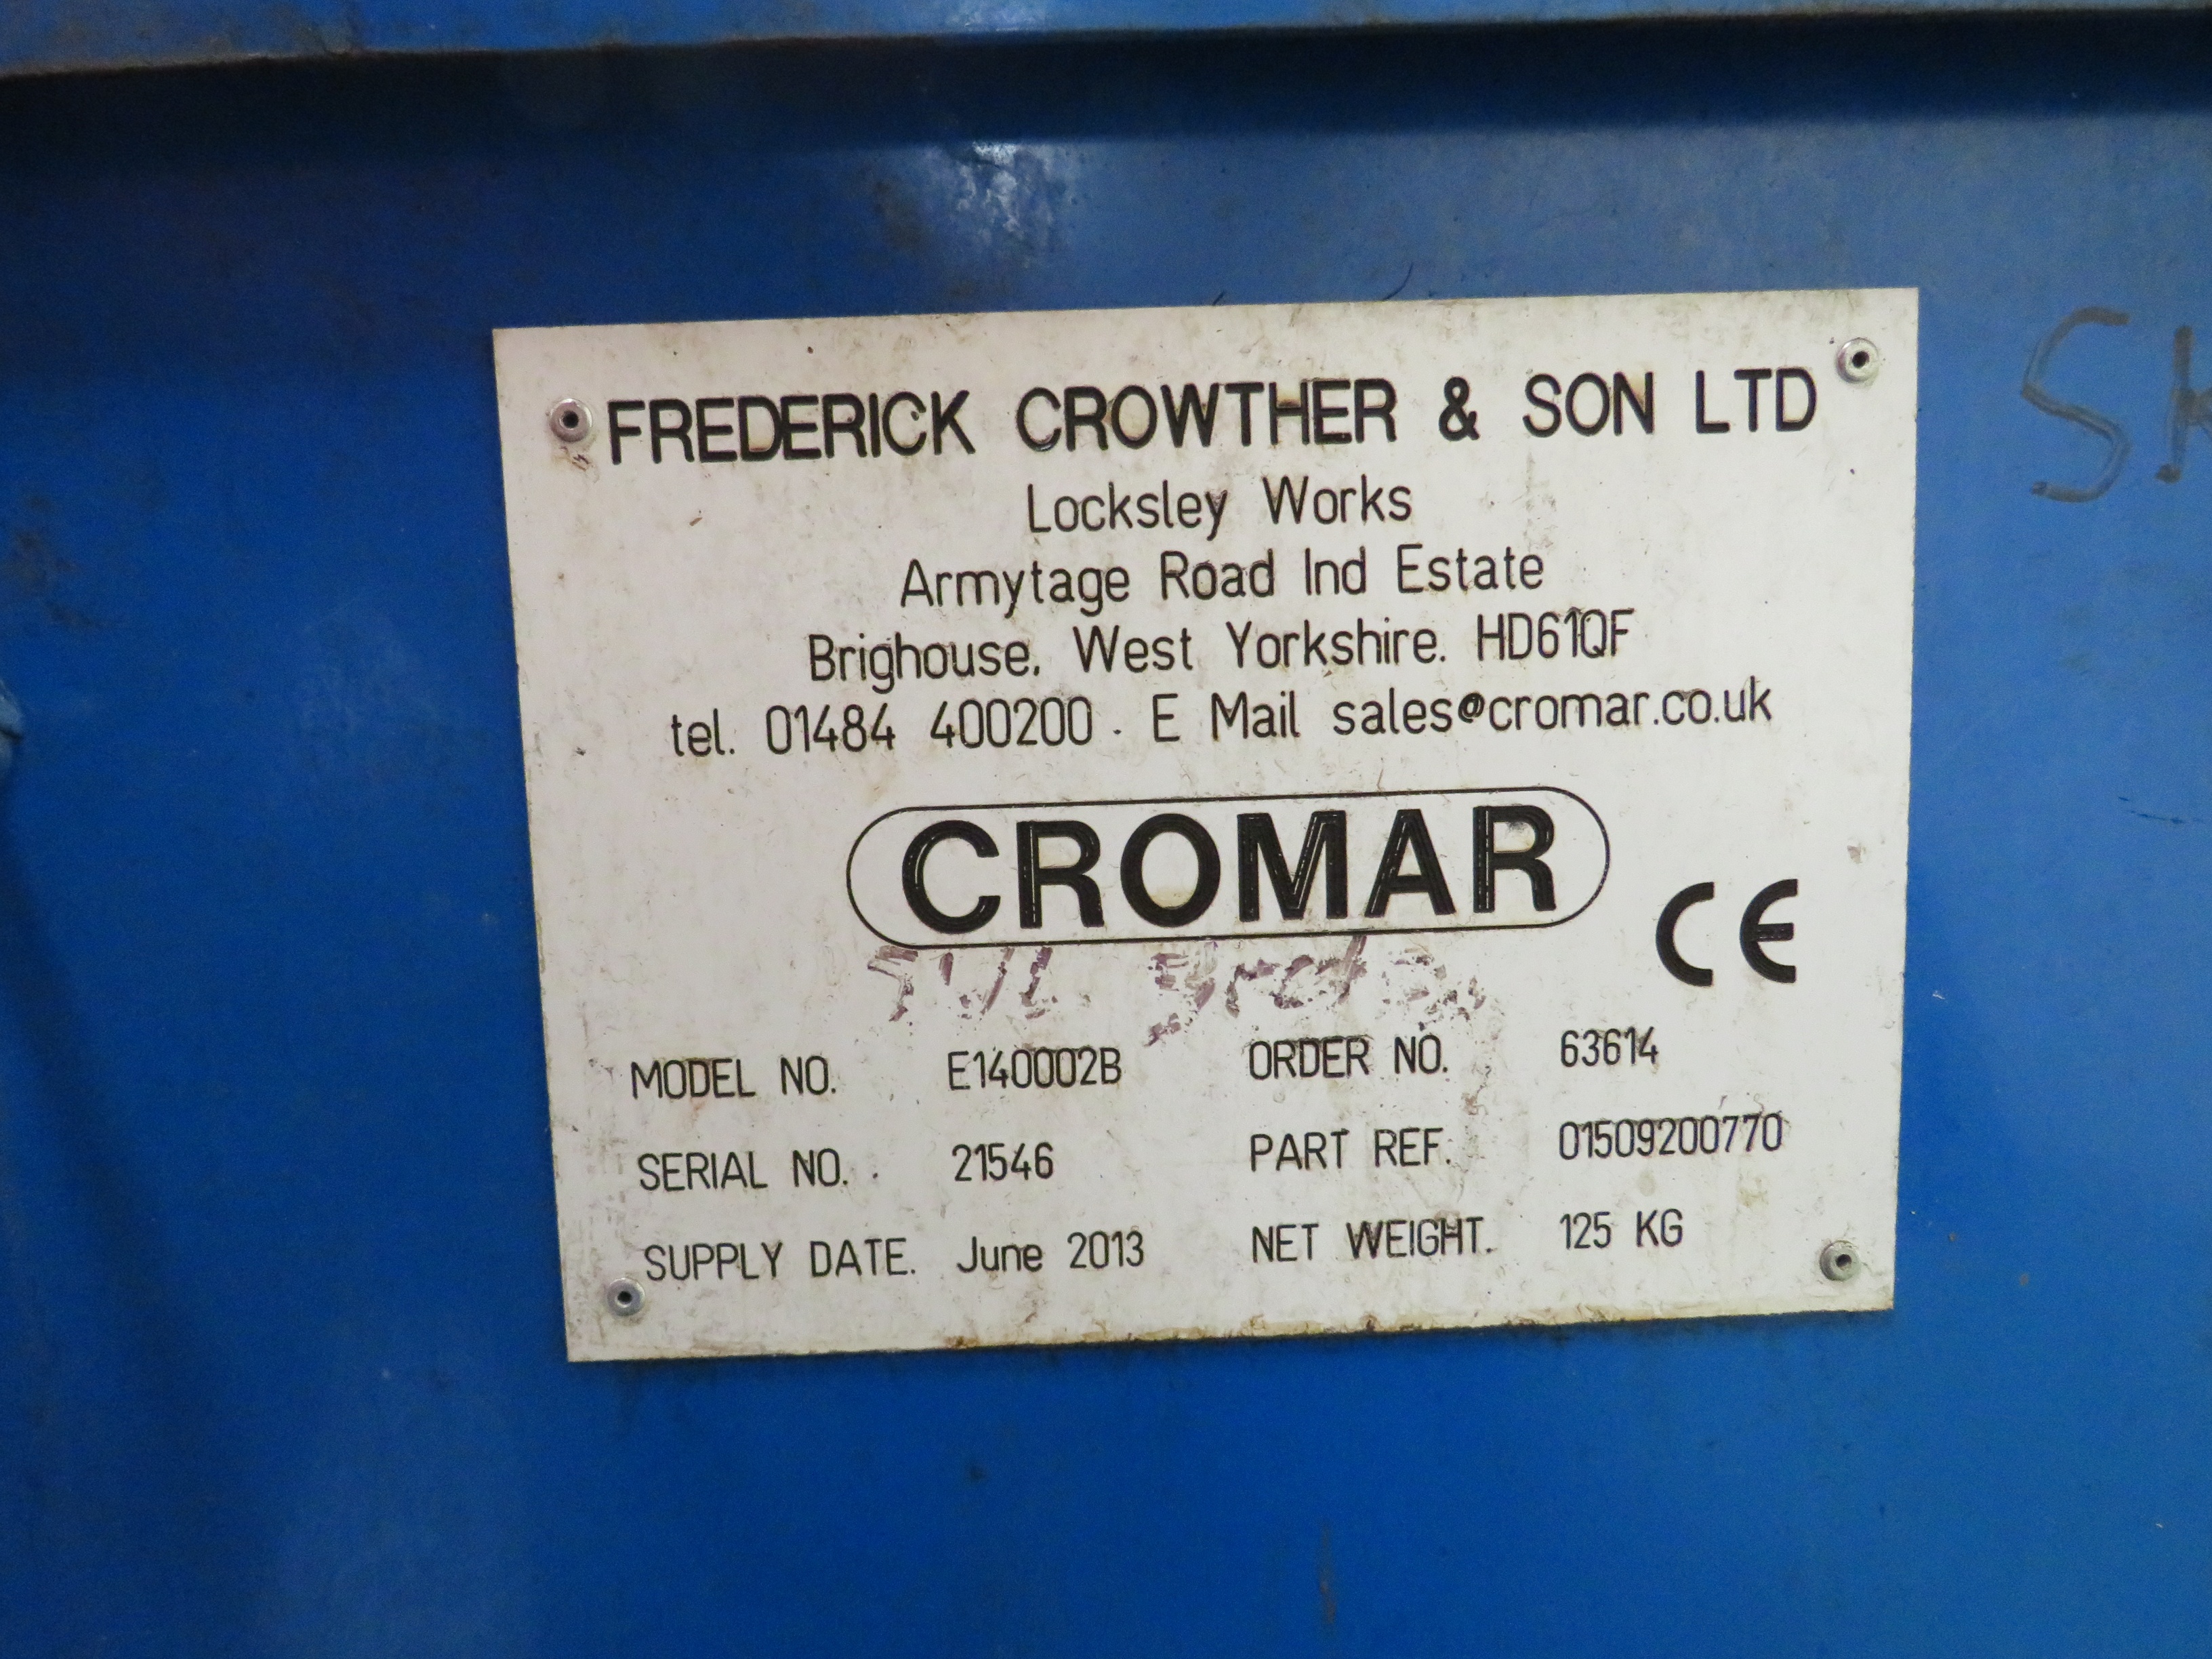 FREDERICK CROWTHER & SON LTD
Locksley Works
Armytage Road Ind Estate
Brighouse. West Yorkshire. HD61QF
tel. 01484 400200 . E Mail sales@cromar.co.uk
CROMAR
CE
MODEL NO. E140002B ORDER NO. 63614
SERIAL NO. . 21546 PART REF. 01509200770
SUPPLY DATE. June 2013 NET WEIGHT. 125 KG